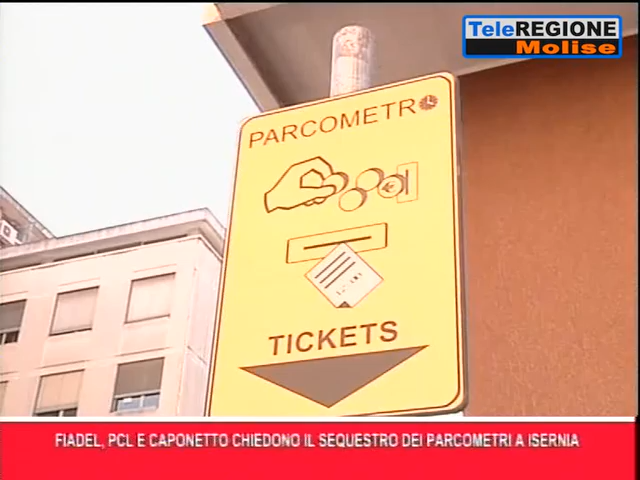 TeleREGIONE
Molise
PARCOMETRO
TICKETS
FIADEL, PCL E CAPONETTO CHIEDONO IL SEQUESTRO DEI PARCOMETRI A ISERNIA